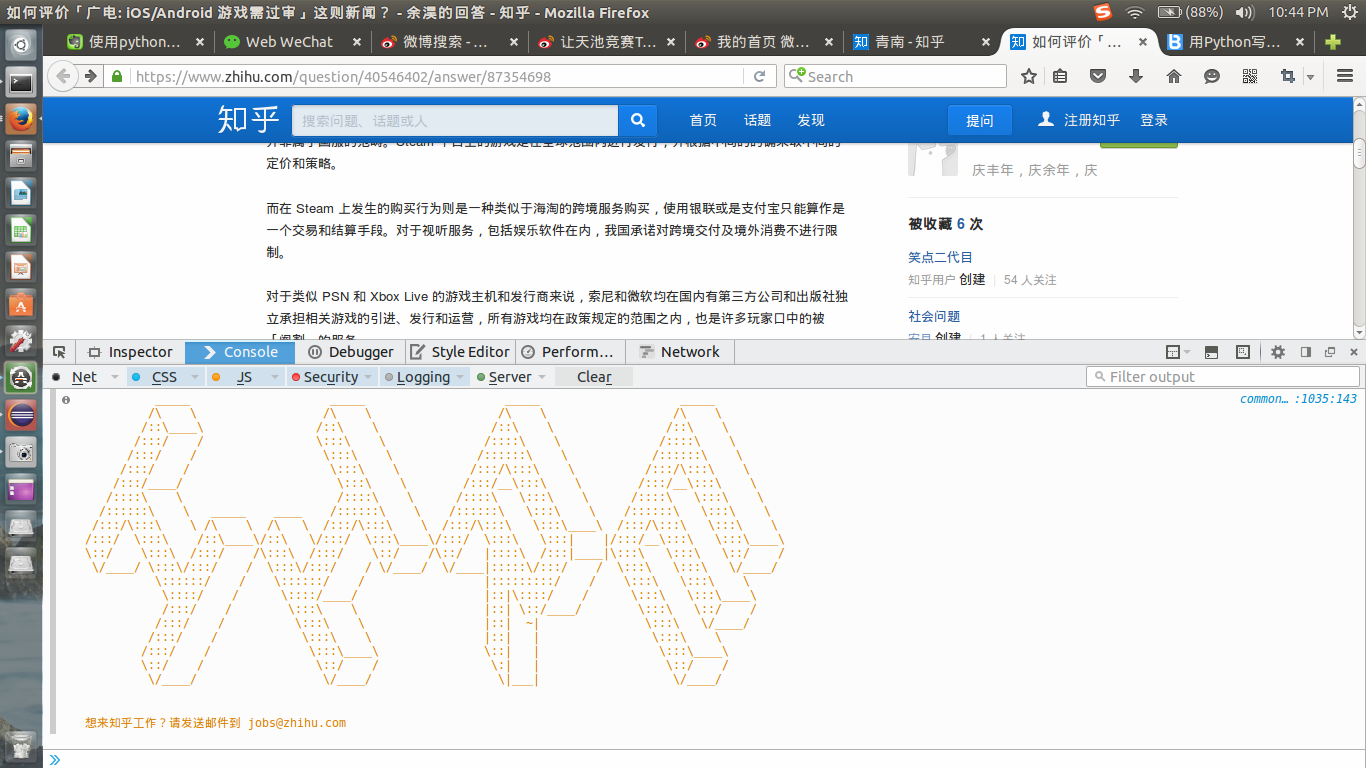 如何评价「广电: iOS/Android 游戏需过审」这则新闻？ - 余漠的回答 - 知乎 - Mozilla Firefox
(88%)
10:44 PM
使用python…
Web WeChat
微博搜索 - …
让天池竞赛T…
我的首页 微…
青南 - 知乎
如何评价「…
用Python写…
https://www.zhihu.com/question/40546402/answer/87354698
Search
知乎
搜索问题、话题或人
首页
话题
发现
提问
注册知乎
登录
定价和策略。
而在 Steam 上发生的购买行为则是一种类似于海淘的跨境服务购买，使用银联或是支付宝只能算作是
一个交易和结算手段。对于视听服务，包括娱乐软件在内，我国承诺对跨境交付及境外消费不进行限
制。
对于类似 PSN 和 Xbox Live 的游戏主机和发行商来说，索尼和微软均在国内有第三方公司和出版社独
立承担相关游戏的引进、发行和运营，所有游戏均在政策规定的范围之内，也是许多玩家口中的被
庆丰年，庆余年，庆
被收藏 6 次
笑点二代目
知乎用户 创建
54 人关注
社会问题
创建
1 人关注
Inspector
Console
Debugger
Style Editor
Perform…
Network
Net
CSS
JS
Security
Logging
Server
Clear
Filter output
common… :1035:143
想来知乎工作？请发送邮件到 jobs@zhihu.com